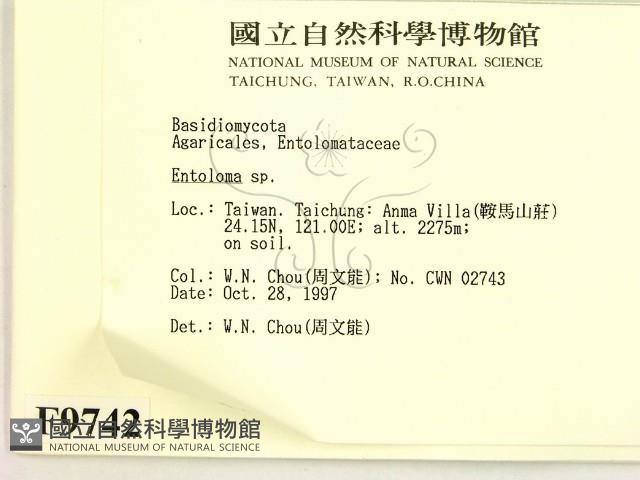 國立自然科學博物館
NATIONAL MUSEUM OF NATURAL SCIENCE
TAICHUNG, TAIWAN, R.O.CHINA
Basidiomycota
Agaricales, Entolomataceae
Entoloma sp.
Loc.: Taiwan. Taichung: Anma Villa(鞍馬山莊)
24.15N, 121.00E; alt. 2275m;
on soil.
Col.: W.N. Chou(周文能); No. CWN 02743
Date: Oct. 28, 1997
Det.: W.N. Chou(周文能)
F9742
國立自然科學博物館
NATIONAL MUSEUM OF NATURAL SCIENCE